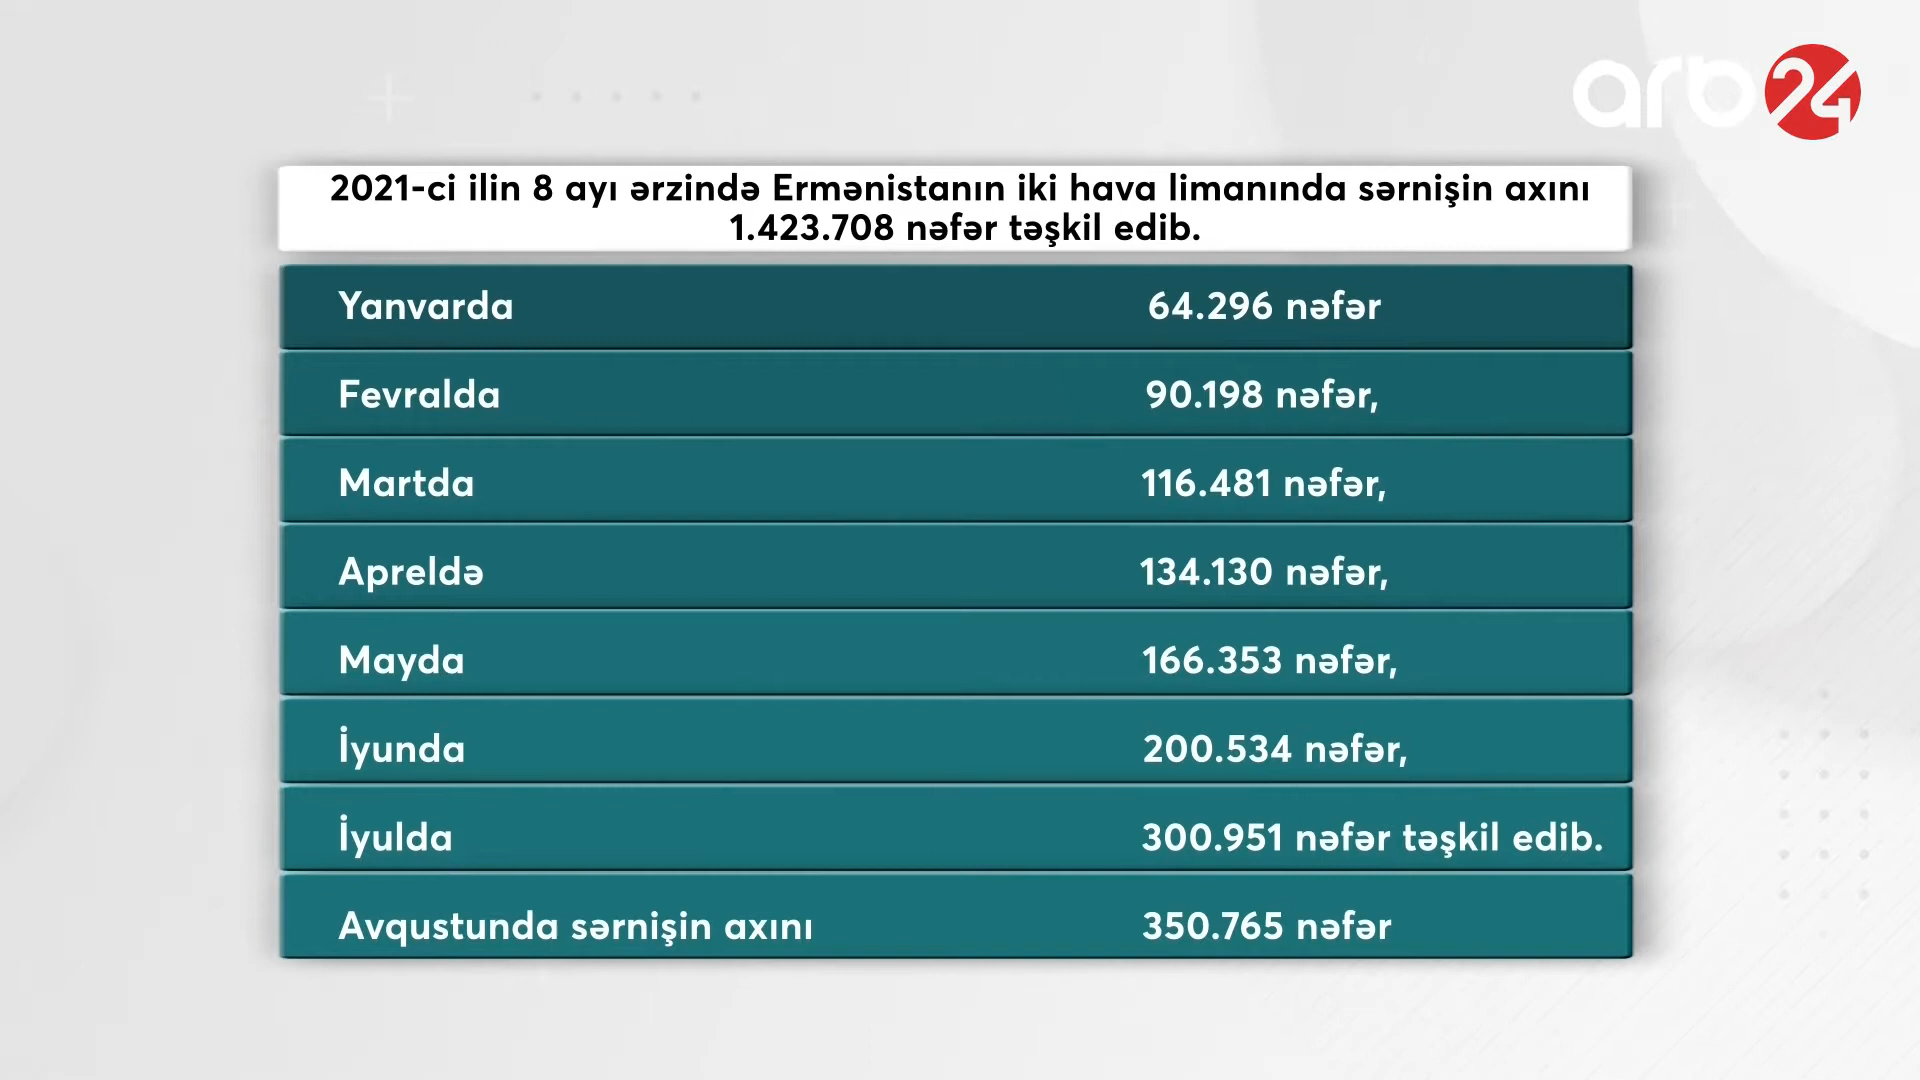 arb 24
2021-ci ilin 8 ayı ərzində Ermənistanın iki hava limanında sərnişin axını
1.423.708 nəfər təşkil edib.
Yanvarda 64.296 nəfər
Fevralda 90.198 nəfər,
Martda 116.481 nəfər,
Apreldə 134.130 nəfər,
Mayda 166.353 nəfər,
İyunda 200.534 nəfər,
İyulda 300.951 nəfər təşkil edib.
Avqustunda sərnişin axını 350.765 nəfər